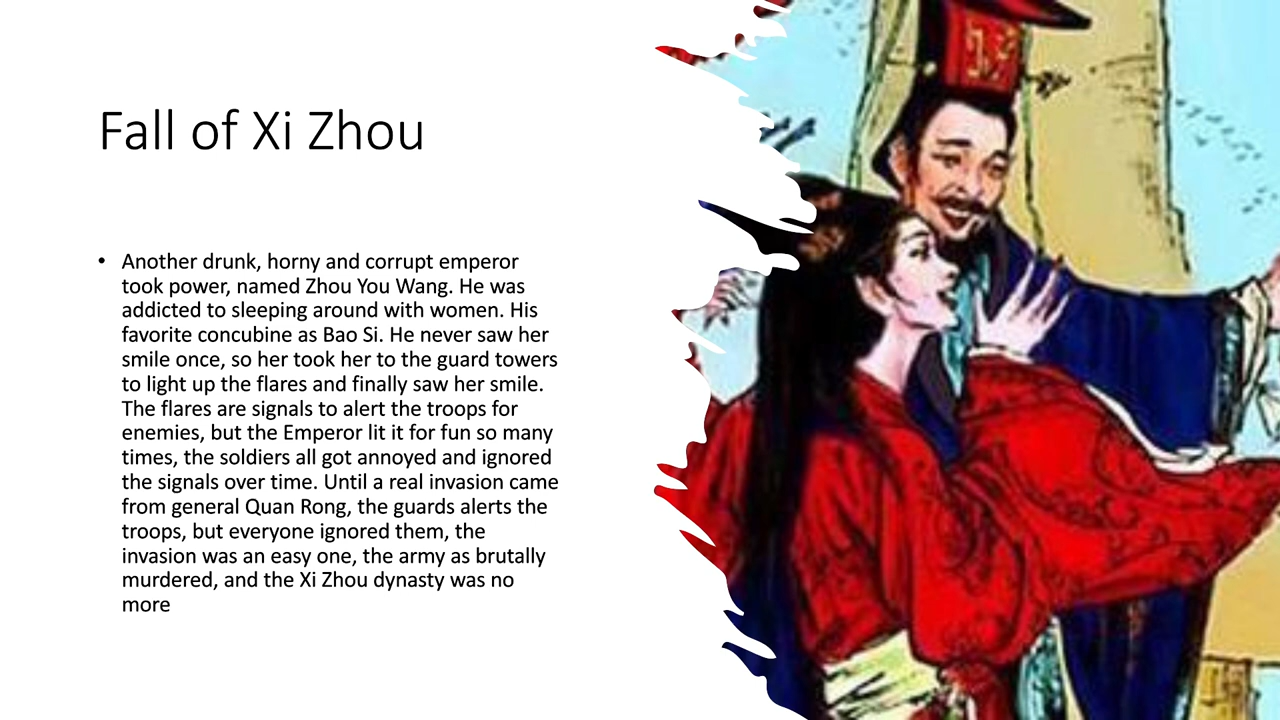 Fall of Xi Zhou
• Another drunk, horny and corrupt emperor
took power, named Zhou You Wang. He was
addicted to sleeping around with women. His
favorite concubine as Bao Si. He never saw her
smile once, so her took her to the guard towers
to light up the flares and finally saw her smile.
The flares are signals to alert the troops for
enemies, but the Emperor lit it for fun so many
times, the soldiers all got annoyed and ignored
the signals over time. Until a real invasion came
from general Quan Rong, the guards alerts the
troops, but everyone ignored them, the
invasion was an easy one, the army as brutally
murdered, and the Xi Zhou dynasty was no
more